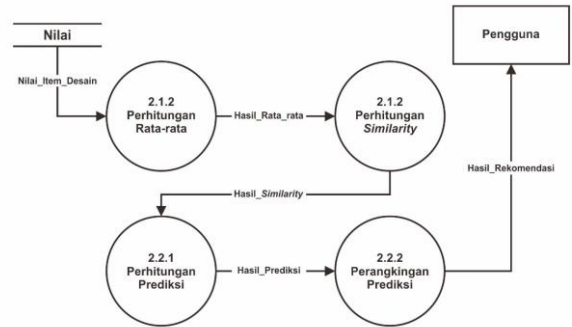 Nilai
Pengguna
Nilai_Item_Desain
2.1.2
Perhitungan
Rata-rata
Hasil_Rata_rata
2.1.2
Perhitungan
Similarity
Hasil_Rekomendasi
Hasil_Similarity
2.2.1
Perhitungan
Prediksi
Hasil_Prediksi
2.2.2
Perangkingan
Prediksi